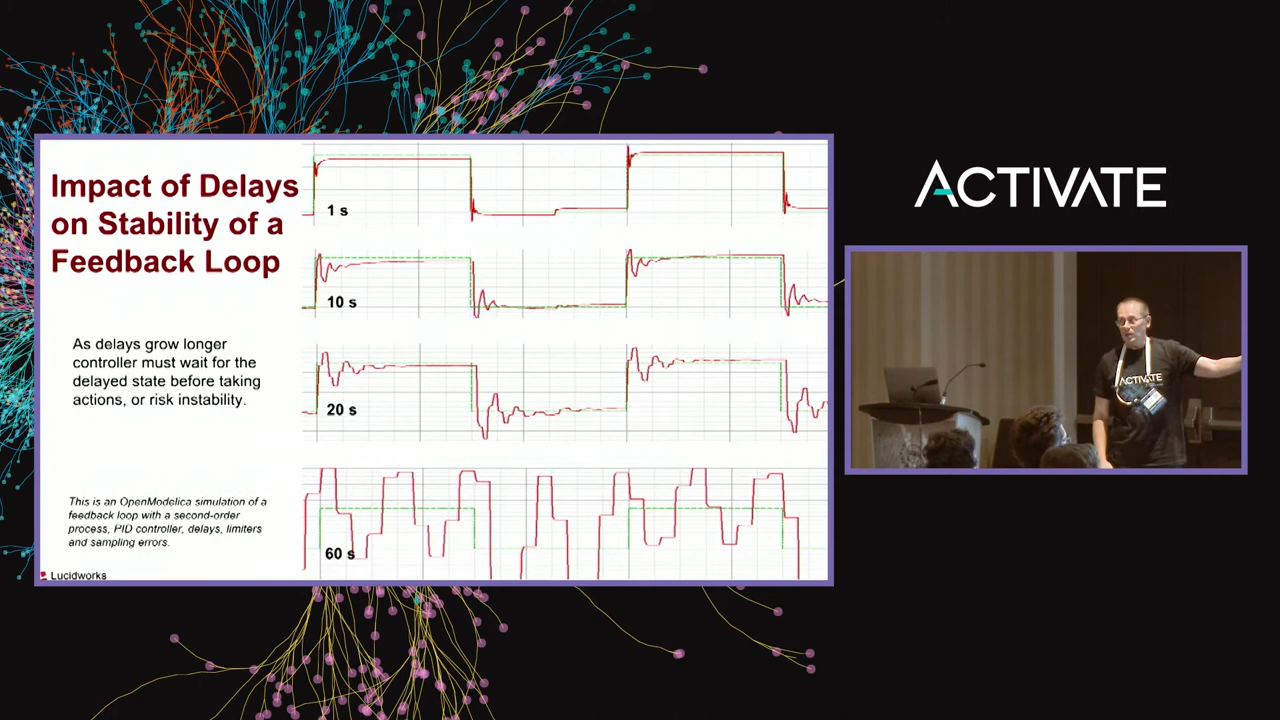 Impact of Delays
on Stability of a
Feedback Loop
As delays grow longer
controller must wait for the
delayed state before taking
actions, or risk instability.
This is an OpenModelica simulation of a
feedback loop with a second-order
process, PID controller, delays, limiters
and sampling errors.
Lucidworks
1 s
10 s
20 s
60 s
ACTIVATE
ACTIVATE